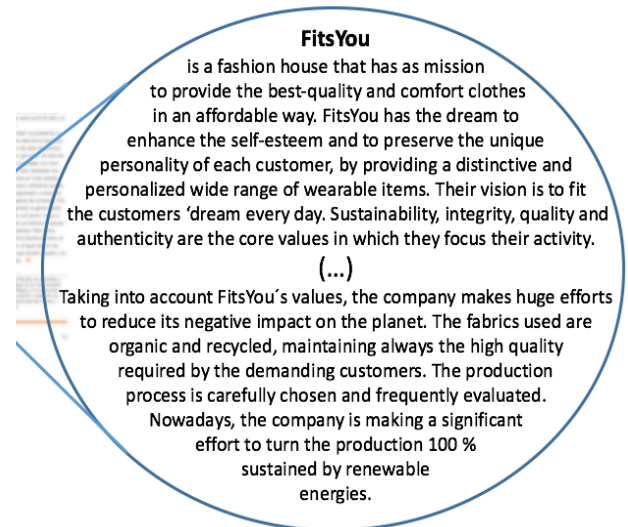 FitsYou
is a fashion house that has as mission
to provide the best-quality and comfort clothes
in an affordable way. FitsYou has the dream to
enhance the self-esteem and to preserve the unique
personality of each customer, by providing a distinctive and
personalized wide range of wearable items. Their vision is to fit
the customers ‘dream every day. Sustainability, integrity, quality and
authenticity are the core values in which they focus their activity.
(...)
Taking into account FitsYou´s values, the company makes huge efforts
to reduce its negative impact on the planet. The fabrics used are
organic and recycled, maintaining always the high quality
required by the demanding customers. The production
process is carefully chosen and frequently evaluated.
Nowadays, the company is making a significant
effort to turn the production 100 %
sustained by renewable
energies.